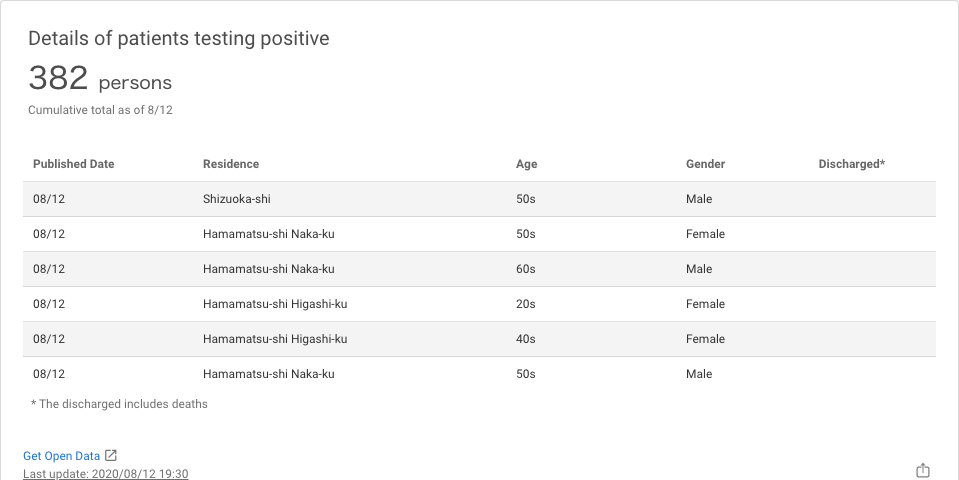 Details of patients testing positive
382 persons
Cumulative total as of 8/12
Published Date Residence Age Gender Discharged*
08/12 Shizuoka-shi 50s Male
08/12 Hamamatsu-shi Naka-ku 50s Female
08/12 Hamamatsu-shi Naka-ku 60s Male
08/12 Hamamatsu-shi Higashi-ku 20s Female
08/12 Hamamatsu-shi Higashi-ku 40s Female
08/12 Hamamatsu-shi Naka-ku 50s Male
* The discharged includes deaths
Get Open Data
Last update: 2020/08/12 19:30